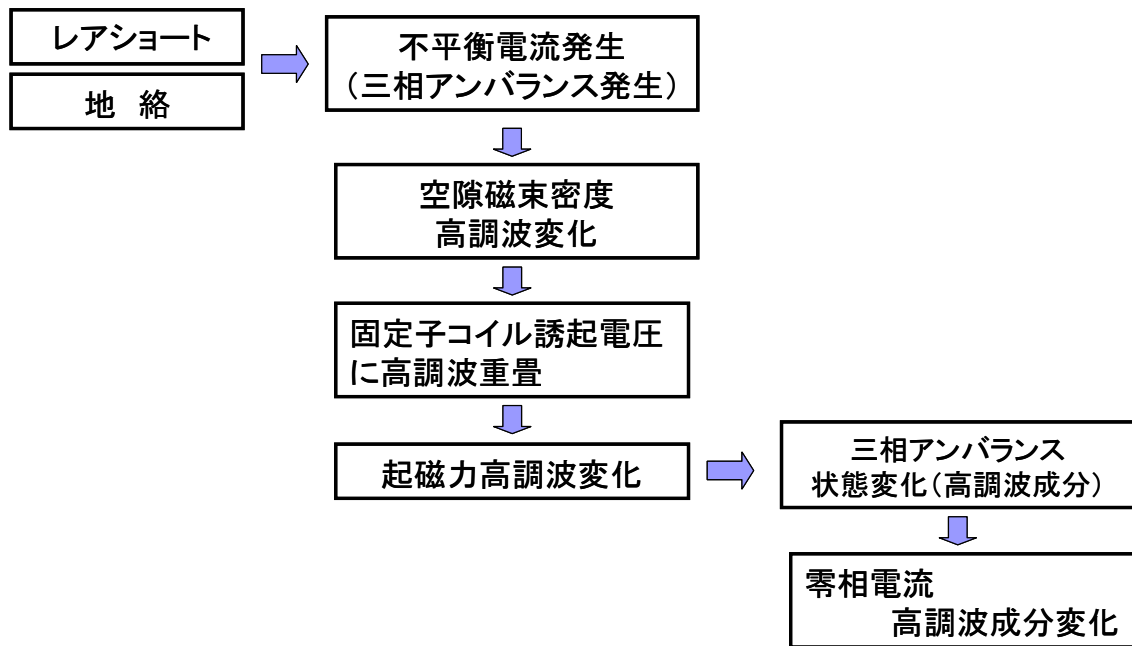 レアショート
地　絡
不平衡電流発生
（三相アンバランス発生）
空隙磁束密度
高調波変化
固定子コイル誘起電圧
に高調波重畳
起磁力高調波変化
三相アンバランス
状態変化（高調波成分）
零相電流
高調波成分変化